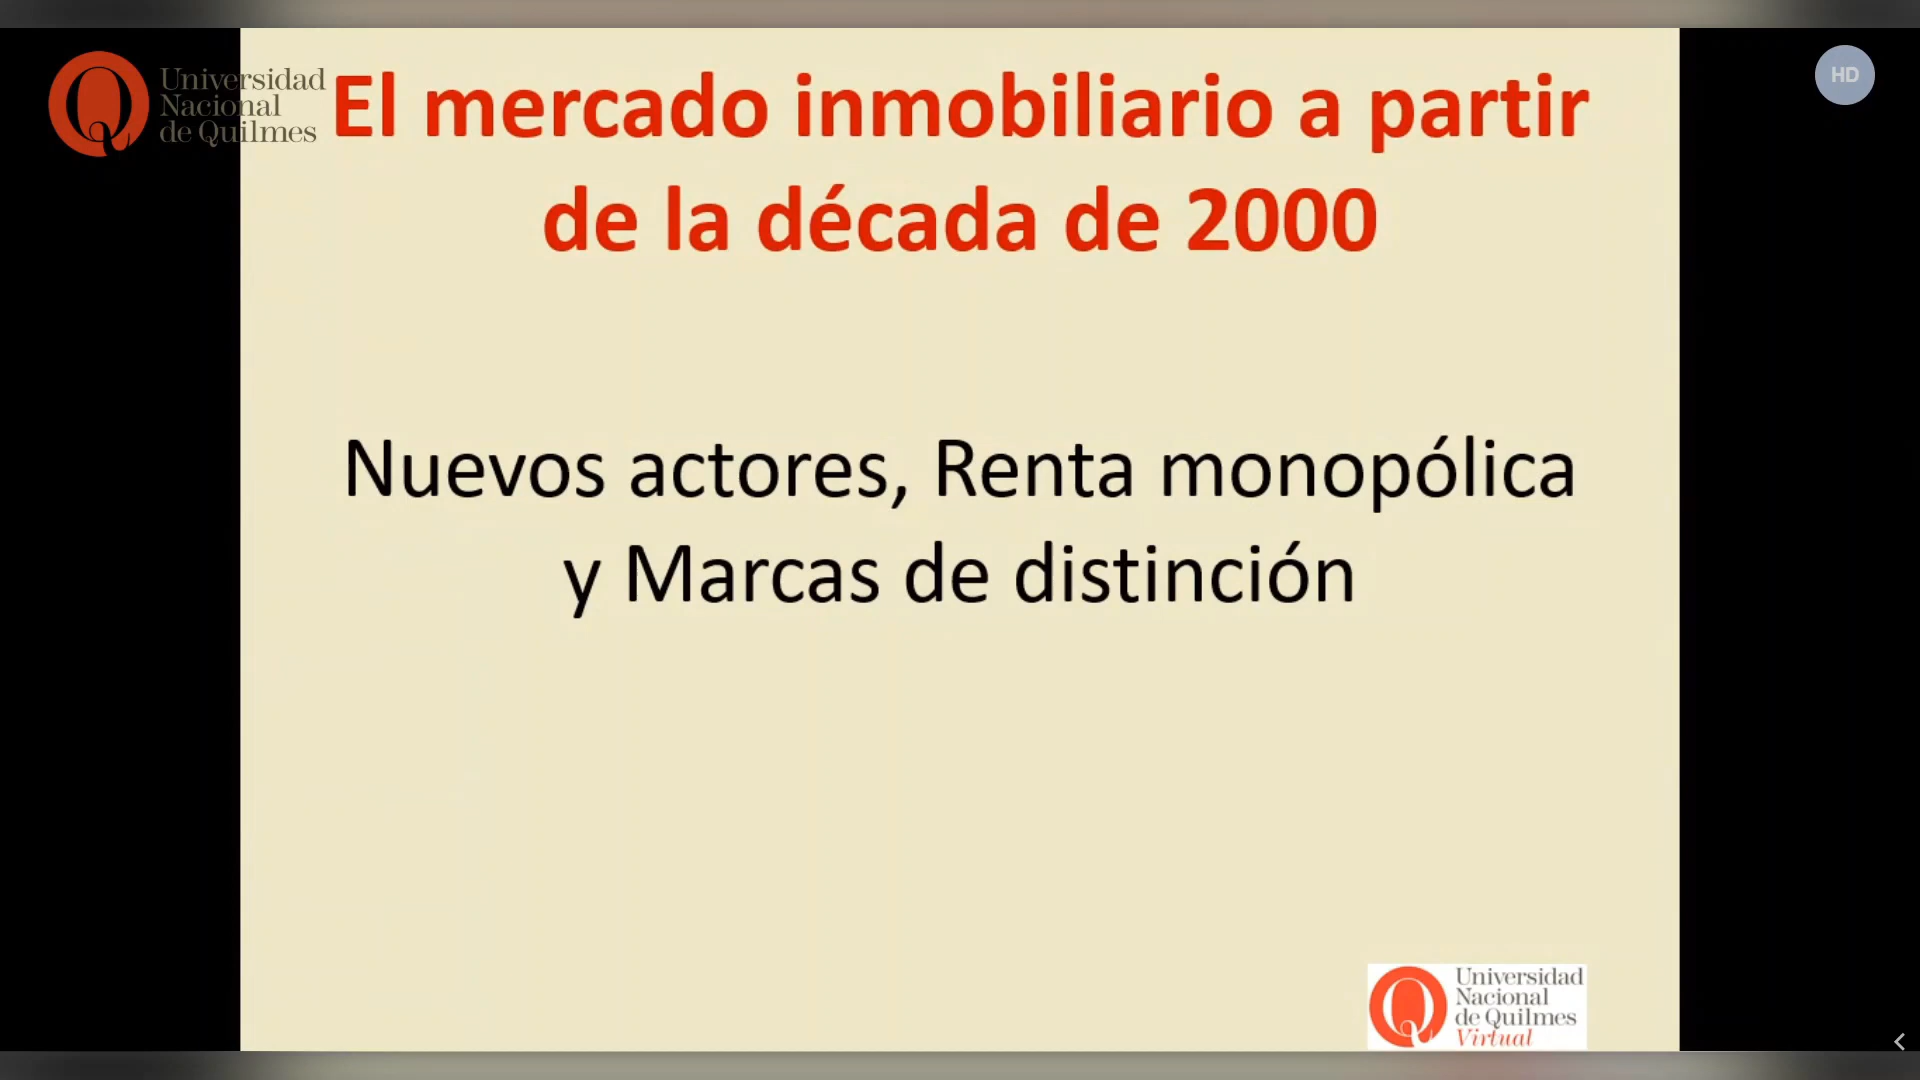 Universidad
Nacional
de Quilmes
HD
El mercado inmobiliario a partir
de la década de 2000
Nuevos actores, Renta monopólica
y Marcas de distinción
Universidad
Nacional
de Quilmes
Virtual